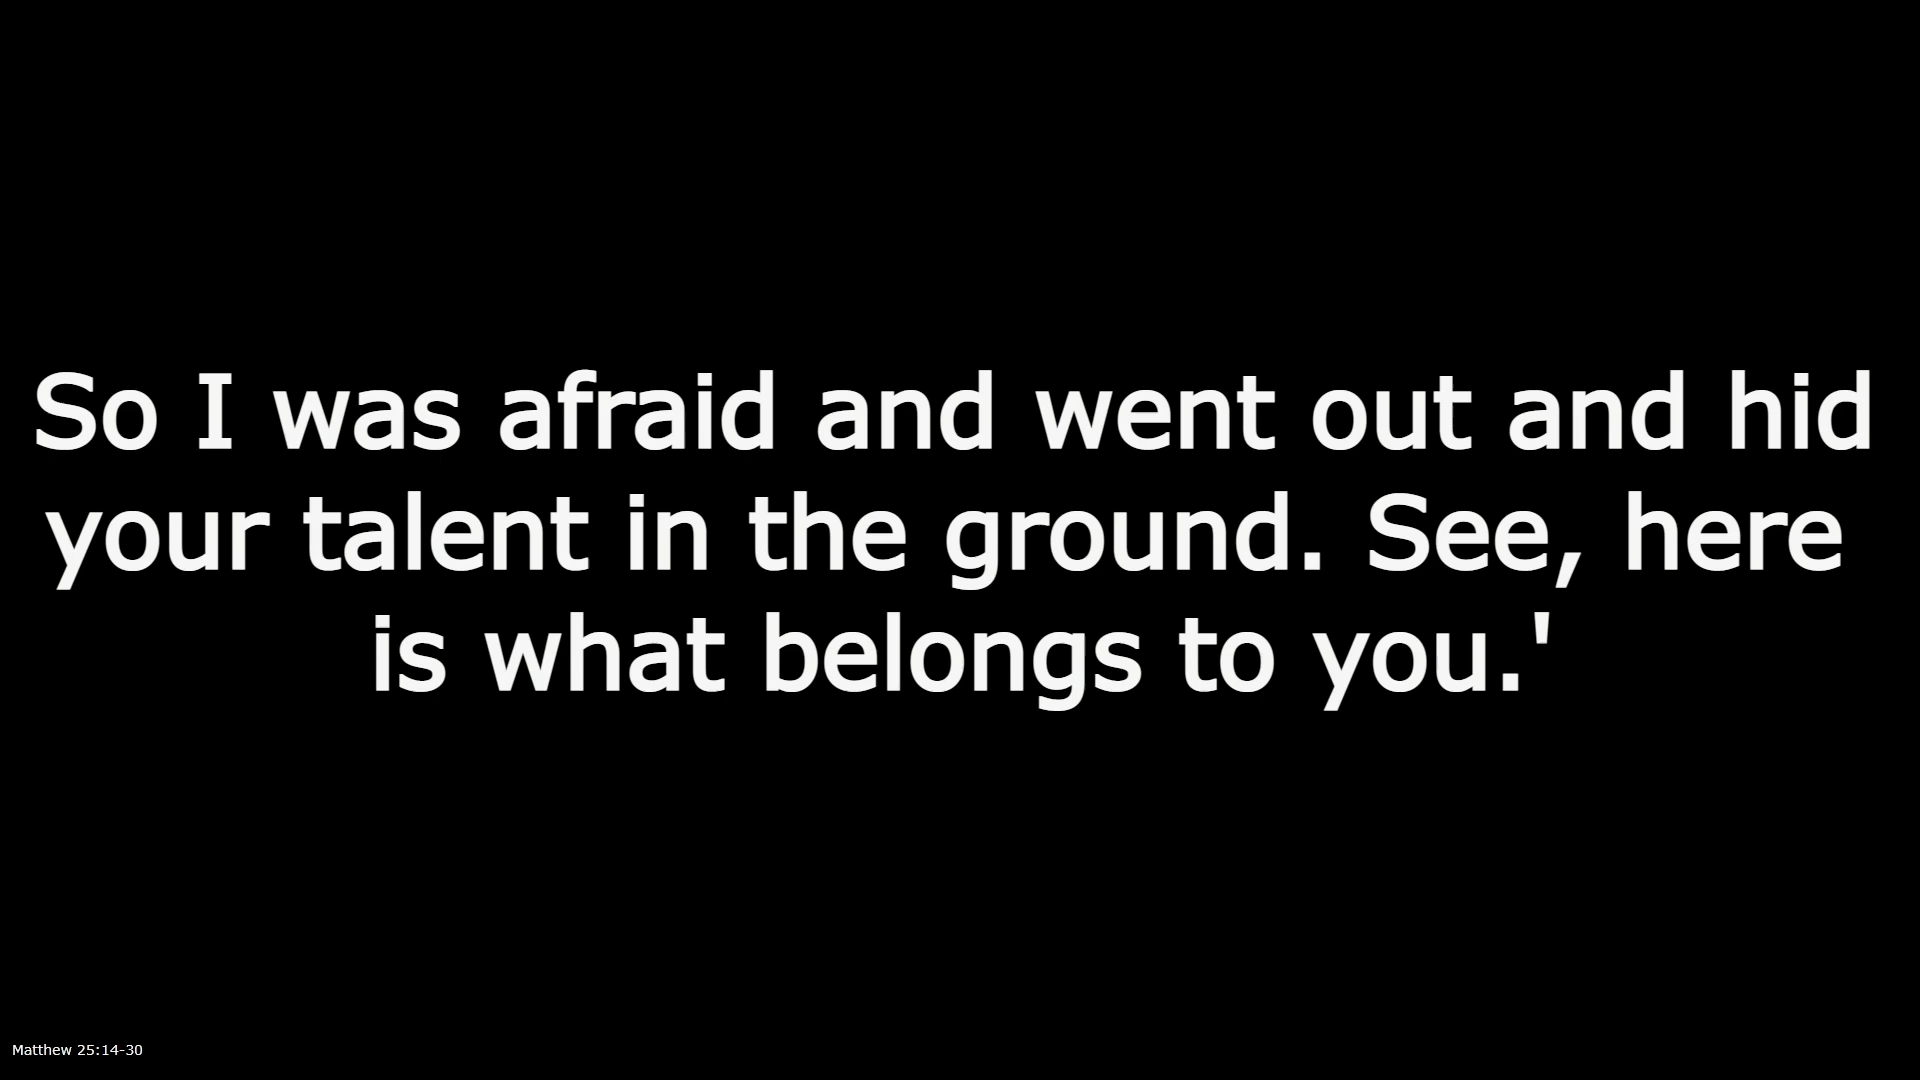 So I was afraid and went out and hid
your talent in the ground. See, here
is what belongs to you.'
Matthew 25:14-30